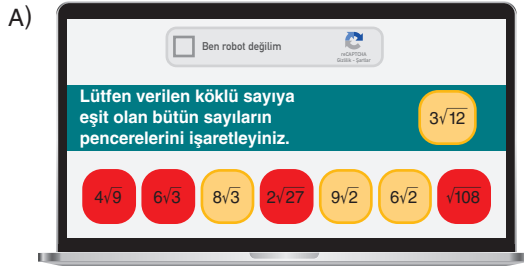 A)
Ben robot değilim
reCAPTCHA
Gizlilik - Şartlar
Lütfen verilen köklü sayıya
eşit olan bütün sayıların
pencerelerini işaretleyiniz.
3√12
4√9 6√3 8√3 2√27 9√2 6√2 √108